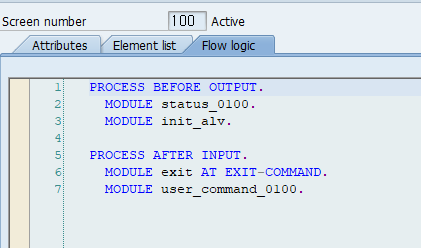 Screen number 100 Active
Attributes Element list Flow logic
1 PROCESS BEFORE OUTPUT.
2 MODULE status_0100.
3 MODULE init_alv.
4
5 PROCESS AFTER INPUT.
6 MODULE exit AT EXIT-COMMAND.
7 MODULE user_command_0100.